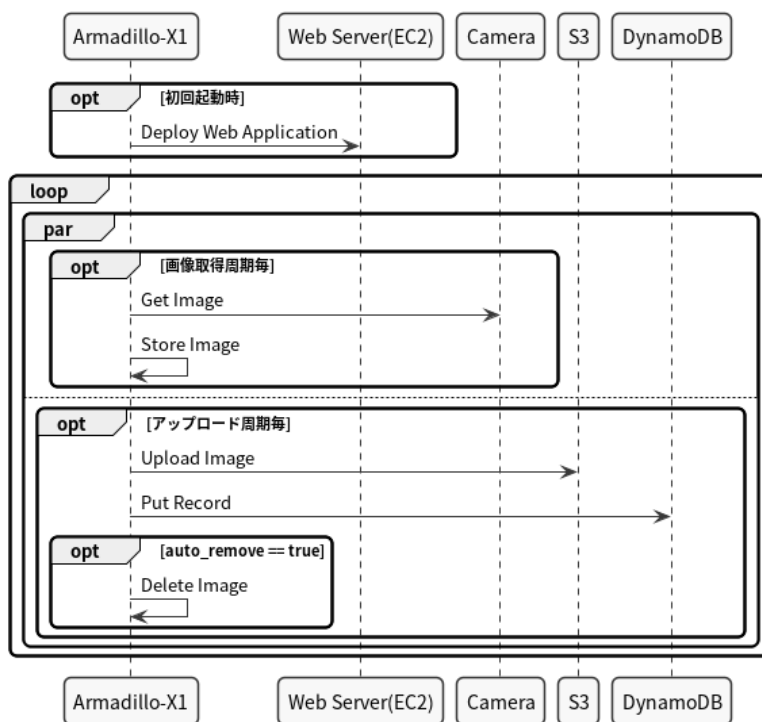 Armadillo-X1 Web Server(EC2) Camera S3 DynamoDB
opt [初回起動時]
Deploy Web Application
loop
par
opt [画像取得周期毎]
Get Image
Store Image
opt [アップロード周期毎]
Upload Image
Put Record
opt [auto_remove == true]
Delete Image
Armadillo-X1 Web Server(EC2) Camera S3 DynamoDB